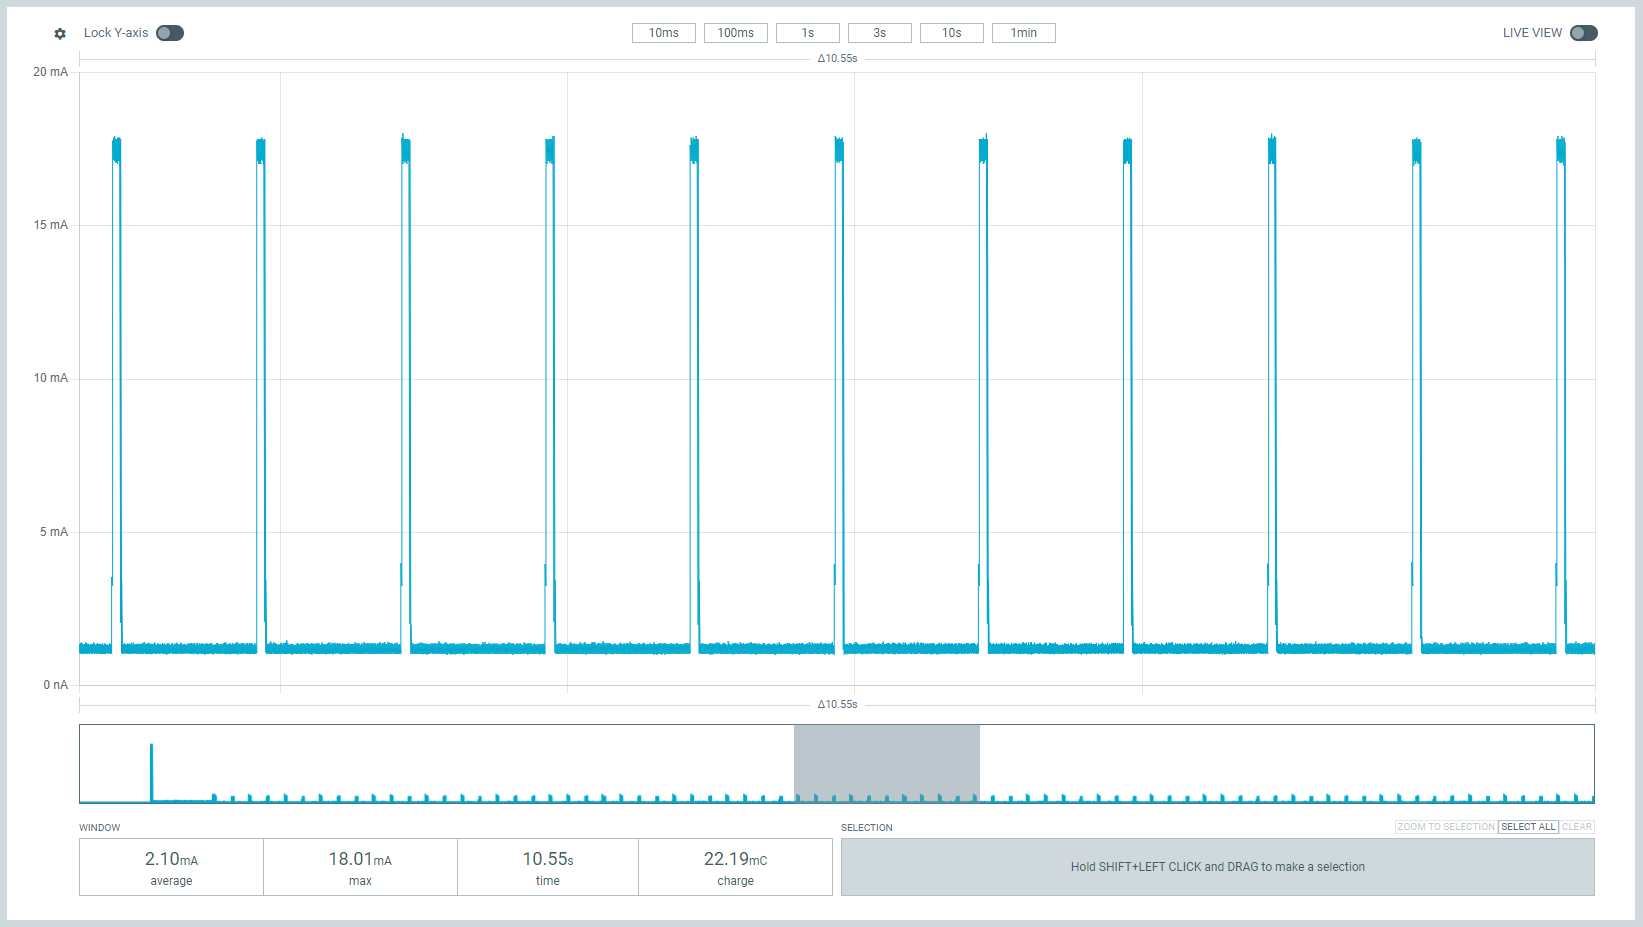 Lock Y-axis 10ms 100ms 1s 3s 10s 1min LIVE VIEW
Δ10.55s
20 mA
15 mA
10 mA
5 mA
0 nA
Δ10.55s
WINDOW SELECTION ZOOM TO SELECTION SELECT ALL CLEAR
2.10mA 18.01mA 10.55s 22.19mC
average max time charge
Hold SHIFT+LEFT CLICK and DRAG to make a selection